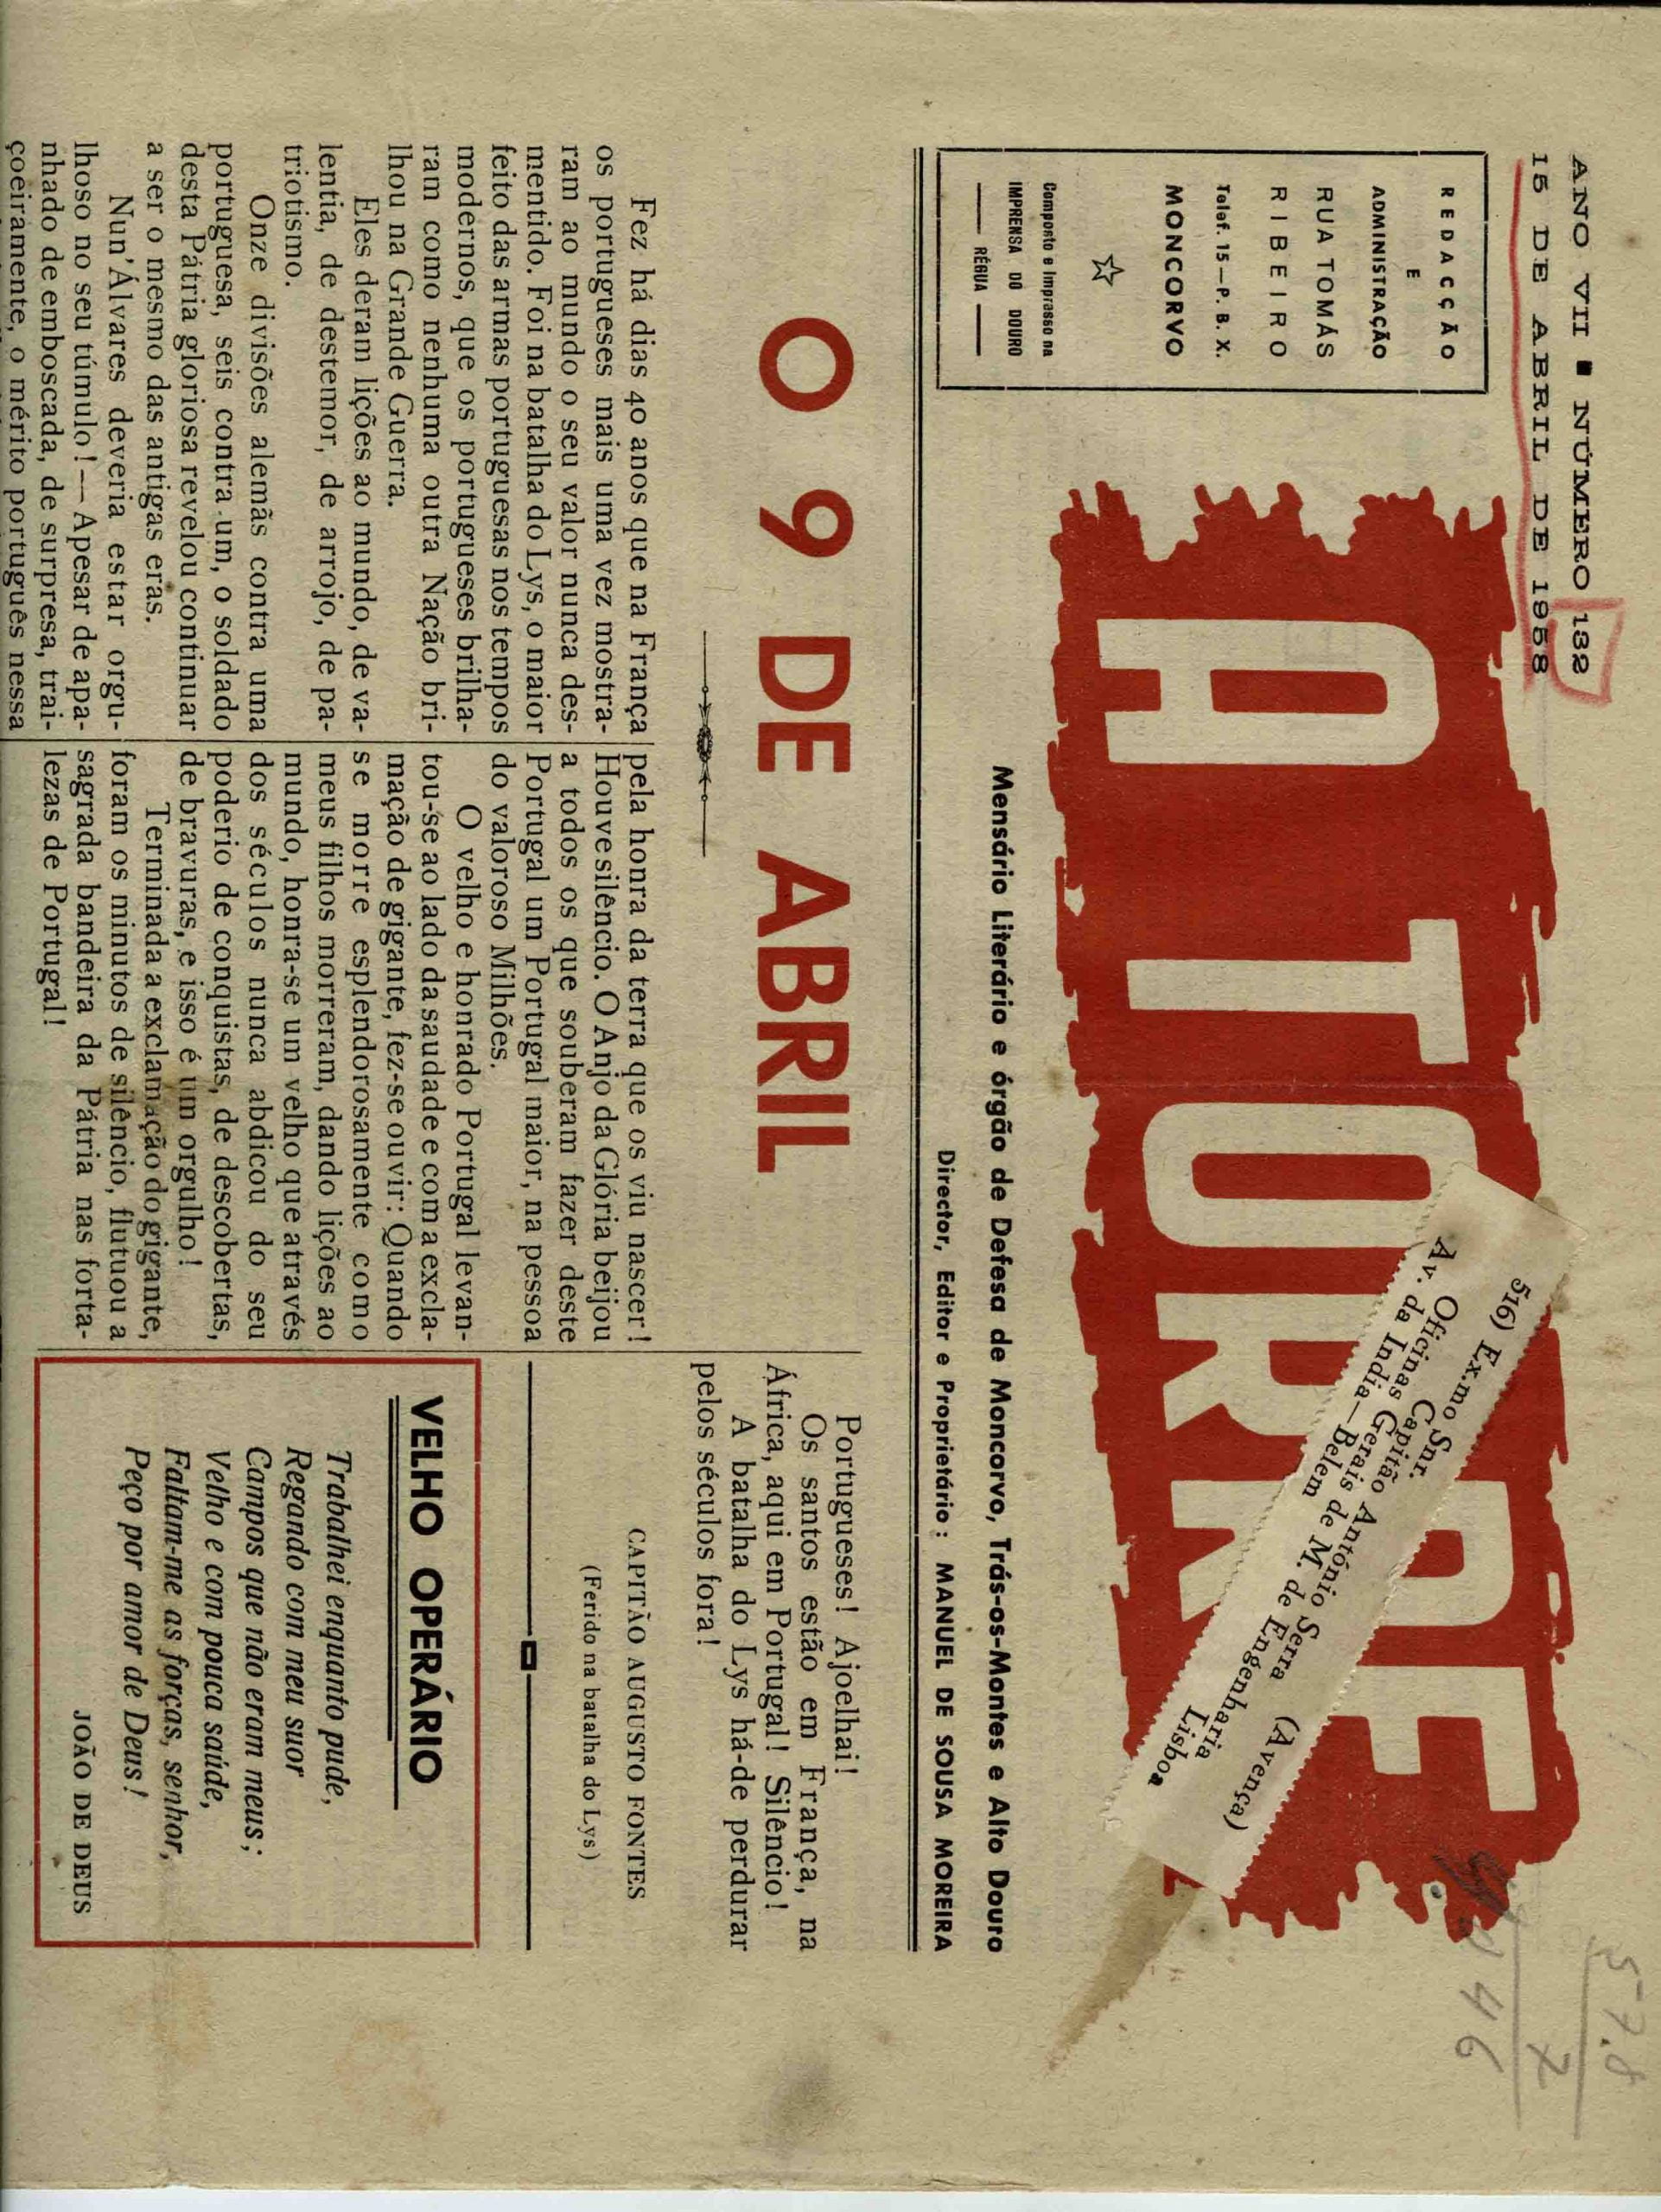 ANO VII ■ NÚMERO 132
15 DE ABRIL DE 1958
REDACÇÃO
E
ADMINISTRAÇÃO
RUA TOMÁS
RIBEIRO
Telef. 15—P. B. X.
MONCORVO
Composto e Impresso na
IMPRENSA DO DOURO
RÉGUA
A TORRE
516) Ex.mo Snr.
Capitão António Serra (Avença)
Oficinas Gerais de M. de Engenharia
Av. da India—Belem
Lisboa
57.8
7
46
Mensário Literário e órgão de Defesa de Moncorvo, Trás-os-Montes e Alto Douro
Director, Editor e Proprietário: MANUEL DE SOUSA MOREIRA
O 9 DE ABRIL
Fez há dias 40 anos que na França
os portugueses mais uma vez mostra-
ram ao mundo o seu valor nunca des-
mentido. Foi na batalha do Lys, o maior
feito das armas portuguesas nos tempos
modernos, que os portugueses brilha-
ram como nenhuma outra Nação bri-
lhou na Grande Guerra.
Eles deram lições ao mundo, de va-
lentia, de destemor, de arrojo, de pa-
triotismo.
Onze divisões alemãs contra uma
portuguesa, seis contra um, o soldado
desta Pátria gloriosa revelou continuar
a ser o mesmo das antigas eras.
Nun'Álvares deveria estar orgu-
lhoso no seu túmulo!—Apesar de apa-
nhado de emboscada, de surpresa, trai-
çoeiramente, o mérito português nessa
pela honra da terra que os viu nascer!
Houve silêncio. O Anjo da Glória beijou
a todos os que souberam fazer deste
Portugal um Portugal maior, na pessoa
do valoroso Milhões.
O velho e honrado Portugal levan-
tou-se ao lado da saudade e com a excla-
mação de gigante, fez-se ouvir: Quando
se morre esplendorosamente como
meus filhos morreram, dando lições ao
mundo, honra-se um velho que através
dos séculos nunca abdicou do seu
poderio de conquistas, de descobertas,
de bravuras, e isso é um orgulho!
Terminada a exclamação do gigante,
foram os minutos de silêncio, flutuou a
sagrada bandeira da Pátria nas forta-
lezas de Portugal!
Portugueses! Ajoelhai!
Os santos estão em França, na
África, aqui em Portugal! Silêncio!
A batalha do Lys há-de perdurar
pelos séculos fora!
CAPITÃO AUGUSTO FONTES
(Ferido na batalha do Lys)
VELHO OPERÁRIO
Trabalhei enquanto pude,
Regando com meu suor
Campos que não eram meus;
Velho e com pouca saúde,
Faltam-me as forças, senhor,
Peço por amor de Deus!
JOÃO DE DEUS